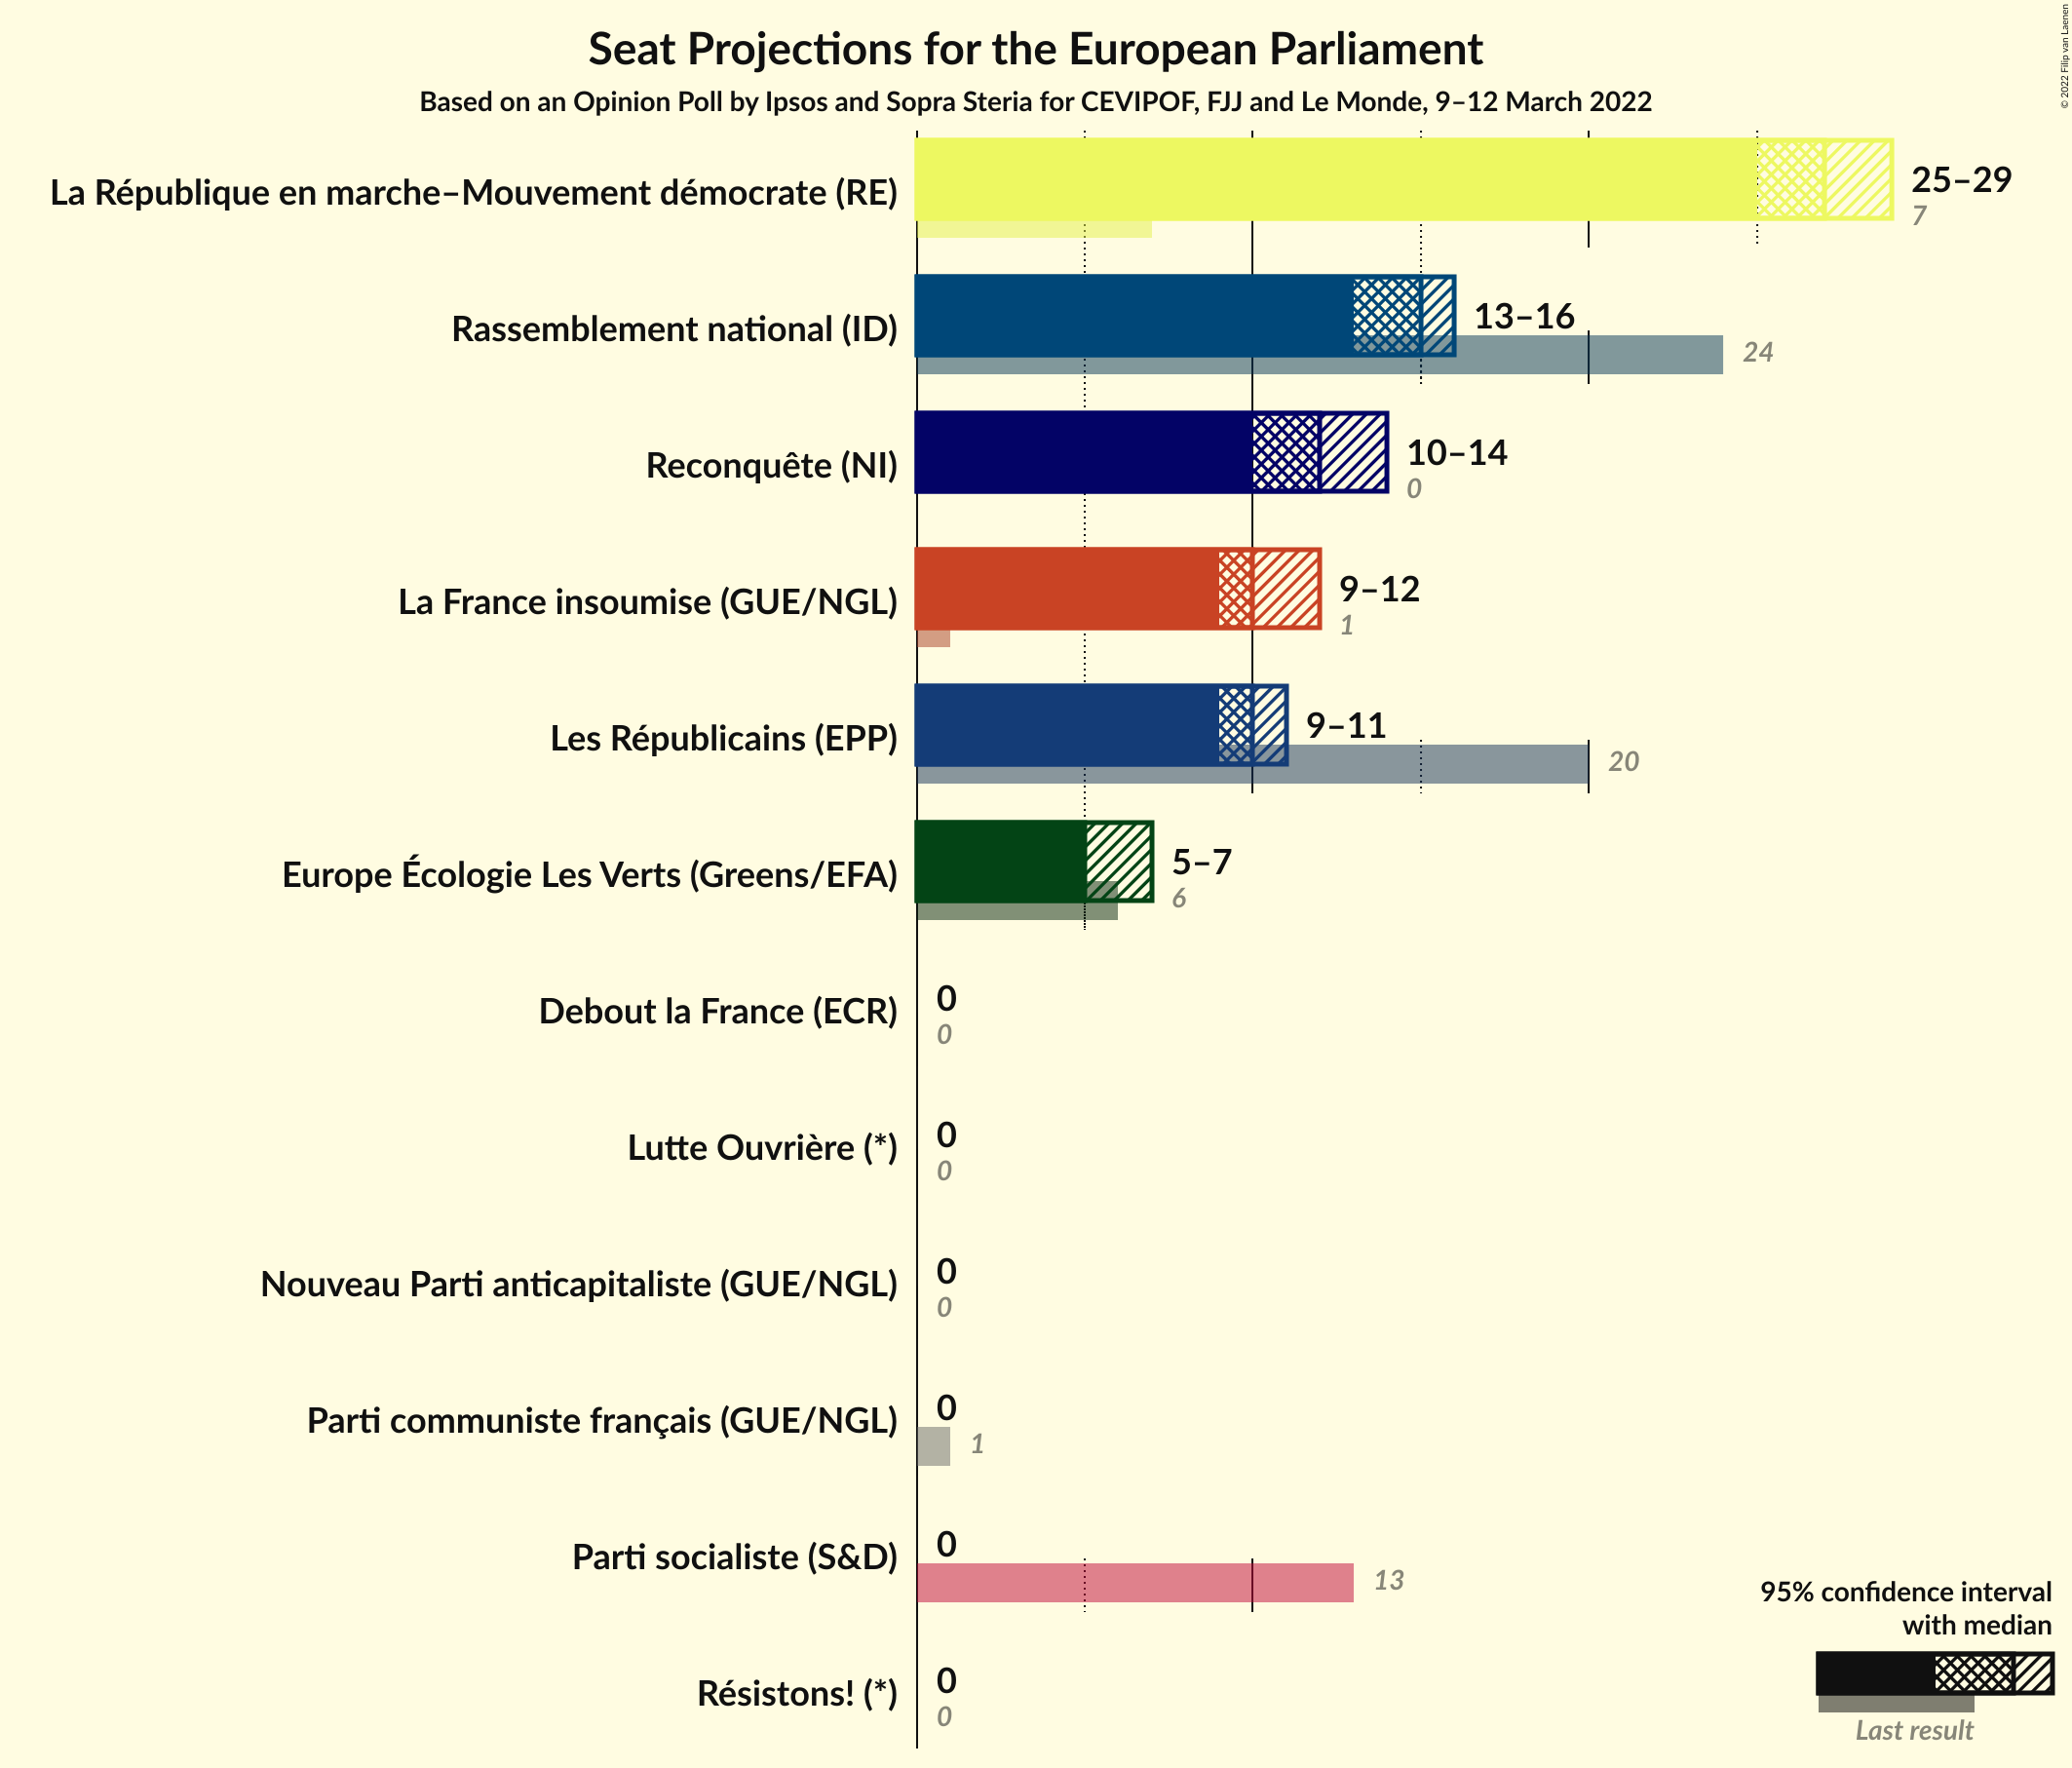 Seat Projections for the European Parliament
Based on an Opinion Poll by Ipsos and Sopra Steria for CEVIPOF, FJJ and Le Monde, 9–12 March 2022
© 2022 Filip van Laenen
La République en marche–Mouvement démocrate (RE)
25–29
7
Rassemblement national (ID)
13–16
24
Reconquête (NI)
10–14
0
La France insoumise (GUE/NGL)
9–12
1
Les Républicains (EPP)
9–11
20
Europe Écologie Les Verts (Greens/EFA)
5–7
6
Debout la France (ECR)
0
0
Lutte Ouvrière (*)
0
0
Nouveau Parti anticapitaliste (GUE/NGL)
0
0
Parti communiste français (GUE/NGL)
0
1
Parti socialiste (S&D)
0
13
Résistons! (*)
0
0
95% confidence interval
with median
Last result